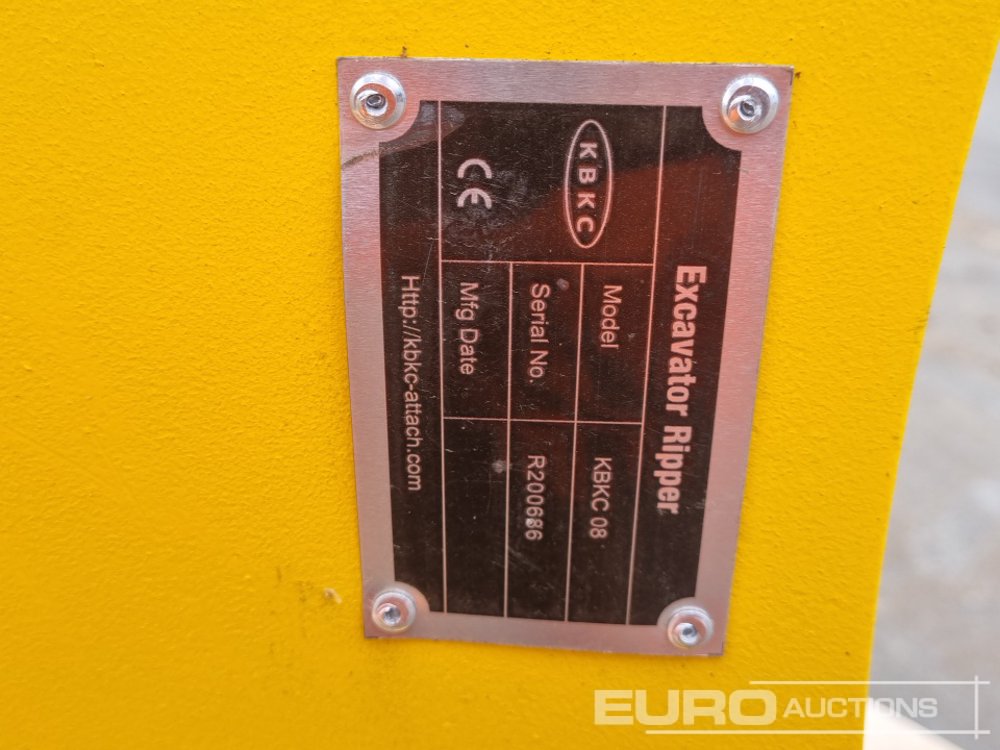 Excavator Ripper
KBKC
CE
Model KBKC 08
Serial No. R200686
Mfg Date
Http://kbkc-attach.com
EURO AUCTIONS